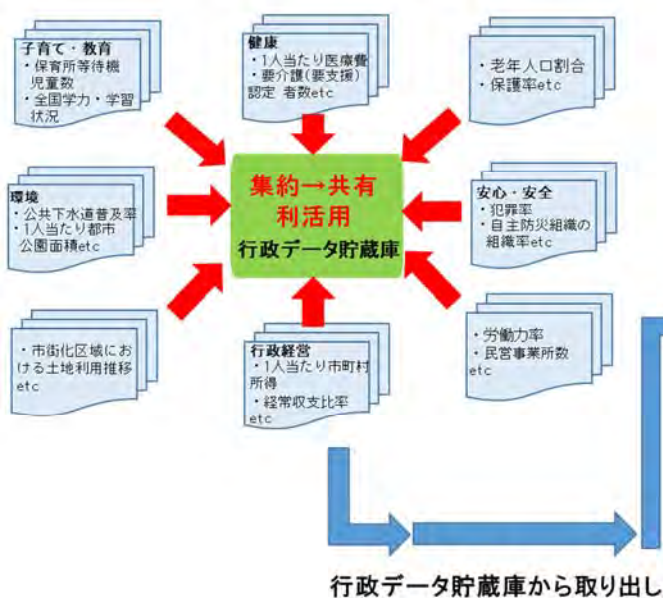 子育て・教育
・保育所等待機
児童数
・全国学力・学習
状況
健康
・1人当たり医療費
・要介護(要支援)
認定 者数etc
・老年人口割合
・保護率etc
環境
・公共下水道普及率
・1人当たり都市
公園面積etc
集約→共有
利活用
行政データ貯蔵庫
安心・安全
・犯罪率
・自主防災組織の
組織率etc
・市街化区域にお
ける土地利用推移
etc
行政経営
・1人当たり市町村
所得
・経常収支比率
etc
・労働力率
・民営事業所数
etc
行政データ貯蔵庫から取り出し